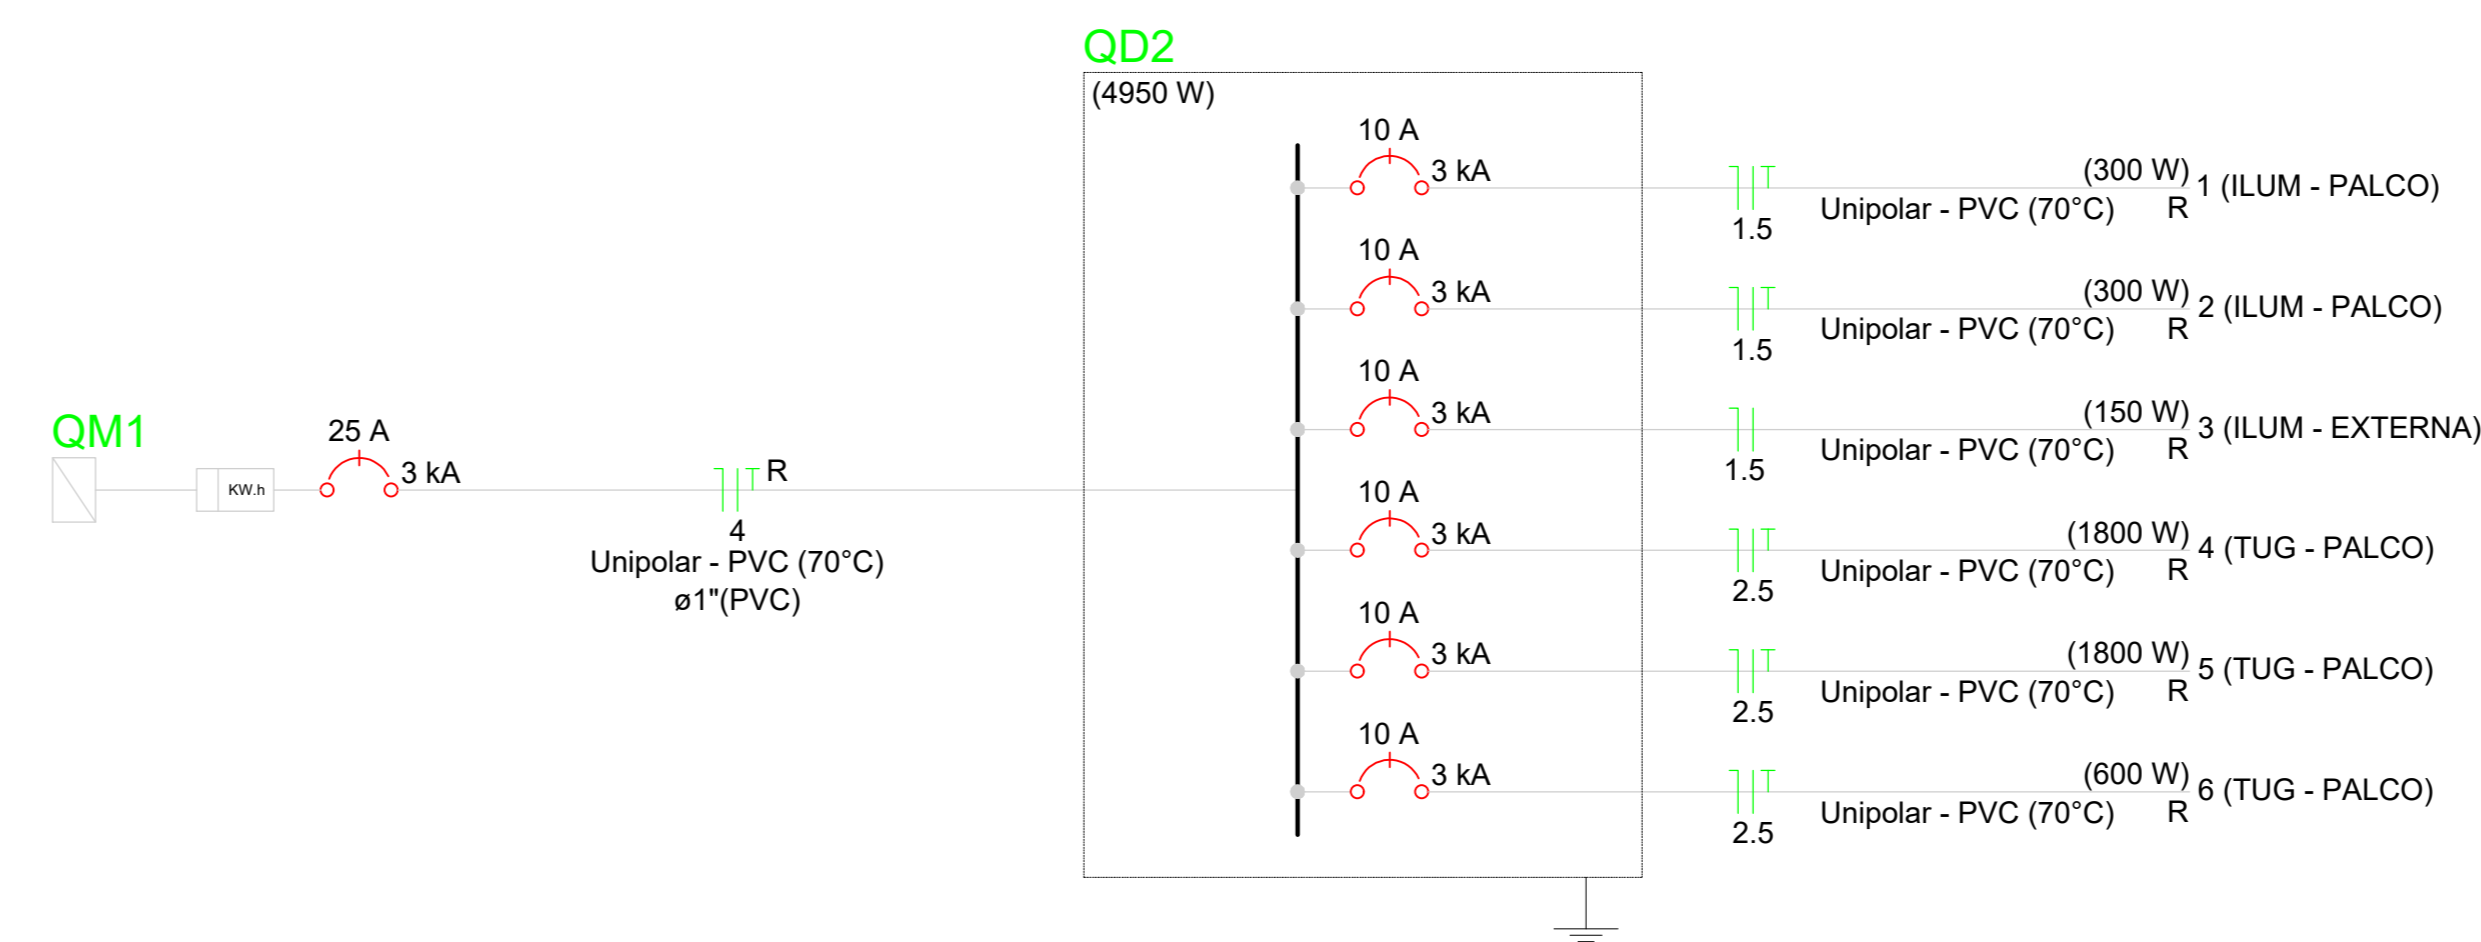 QD2
(4950 W)
10 A
3 kA
1.5
Unipolar - PVC (70°C)
(300 W)
R
1 (ILUM - PALCO)
10 A
3 kA
1.5
Unipolar - PVC (70°C)
(300 W)
R
2 (ILUM - PALCO)
10 A
3 kA
1.5
Unipolar - PVC (70°C)
(150 W)
R
3 (ILUM - EXTERNA)
QM1
KW.h
25 A
3 kA
R
4
Unipolar - PVC (70°C)
ø1"(PVC)
10 A
3 kA
2.5
Unipolar - PVC (70°C)
(1800 W)
R
4 (TUG - PALCO)
10 A
3 kA
2.5
Unipolar - PVC (70°C)
(1800 W)
R
5 (TUG - PALCO)
10 A
3 kA
2.5
Unipolar - PVC (70°C)
(600 W)
R
6 (TUG - PALCO)